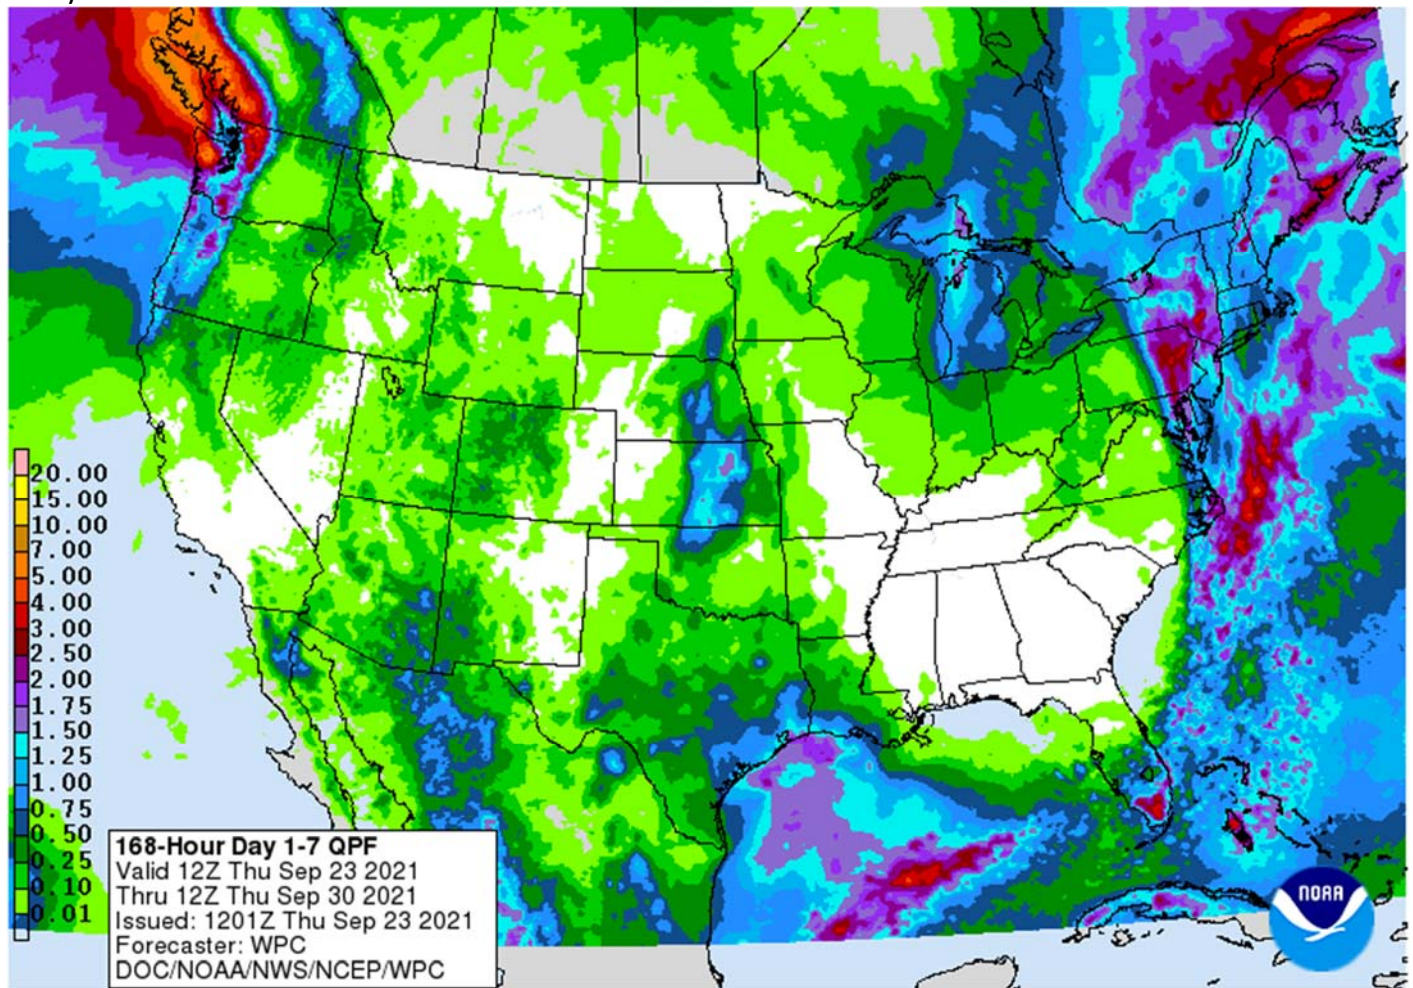 20.00
15.00
10.00
7.00
5.00
4.00
3.00
2.50
2.00
1.75
1.50
1.25
1.00
0.75
0.50
0.25
0.10
0.01
168-Hour Day 1-7 QPF
Valid 12Z Thu Sep 23 2021
Thru 12Z Thu Sep 30 2021
Issued: 1201Z Thu Sep 23 2021
Forecaster: WPC
DOC/NOAA/NWS/NCEP/WPC
NOAA